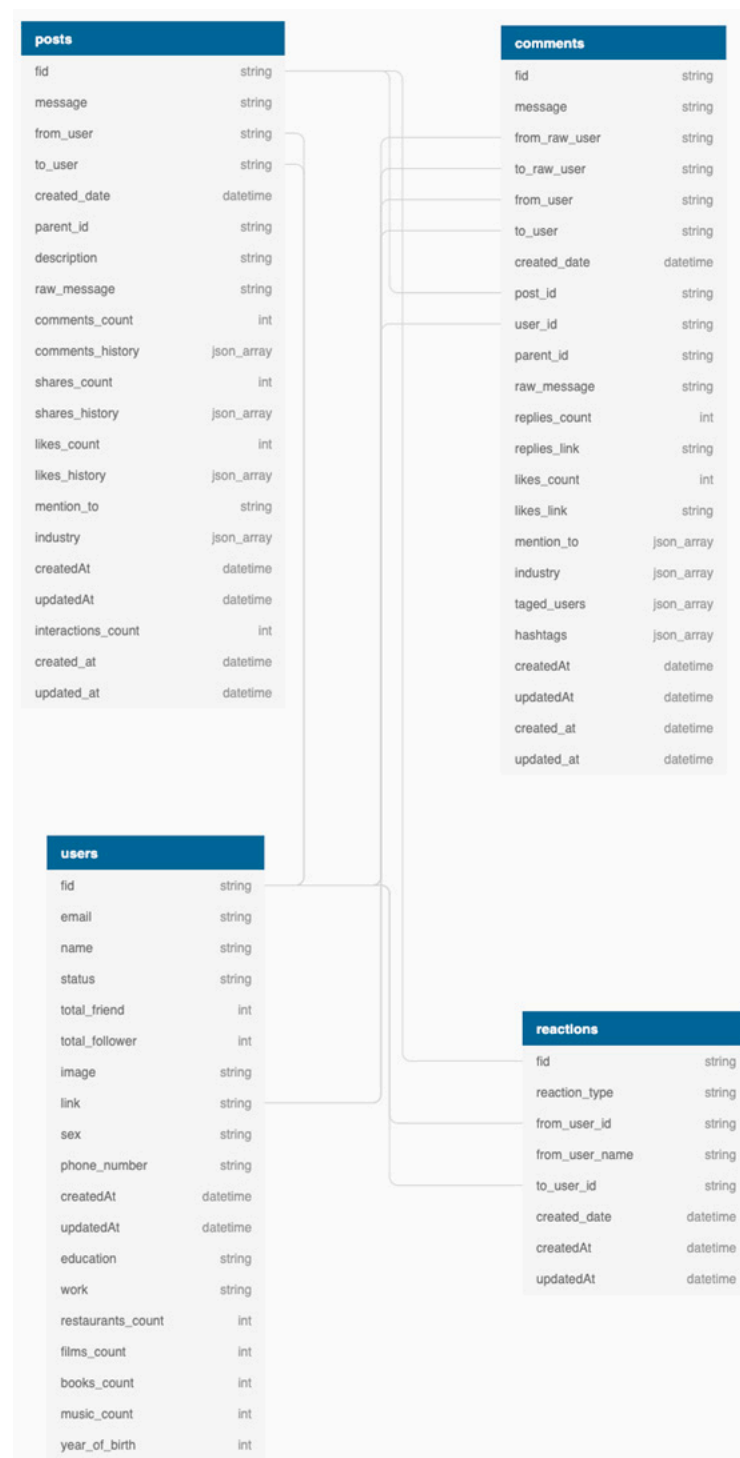 posts
fid string
message string
from_user string
to_user string
created_date datetime
parent_id string
description string
raw_message string
comments_count int
comments_history json_array
shares_count int
shares_history json_array
likes_count int
likes_history json_array
mention_to string
industry json_array
createdAt datetime
updatedAt datetime
interactions_count int
created_at datetime
updated_at datetime
comments
fid string
message string
from_raw_user string
to_raw_user string
from_user string
to_user string
created_date datetime
post_id string
user_id string
parent_id string
raw_message string
replies_count int
replies_link string
likes_count int
likes_link string
mention_to json_array
industry json_array
taged_users json_array
hashtags json_array
createdAt datetime
updatedAt datetime
created_at datetime
updated_at datetime
users
fid string
email string
name string
status string
total_friend int
total_follower int
image string
link string
sex string
phone_number string
createdAt datetime
updatedAt datetime
education string
work string
restaurants_count int
films_count int
books_count int
music_count int
year_of_birth int
reactions
fid string
reaction_type string
from_user_id string
from_user_name string
to_user_id string
created_date datetime
createdAt datetime
updatedAt datetime